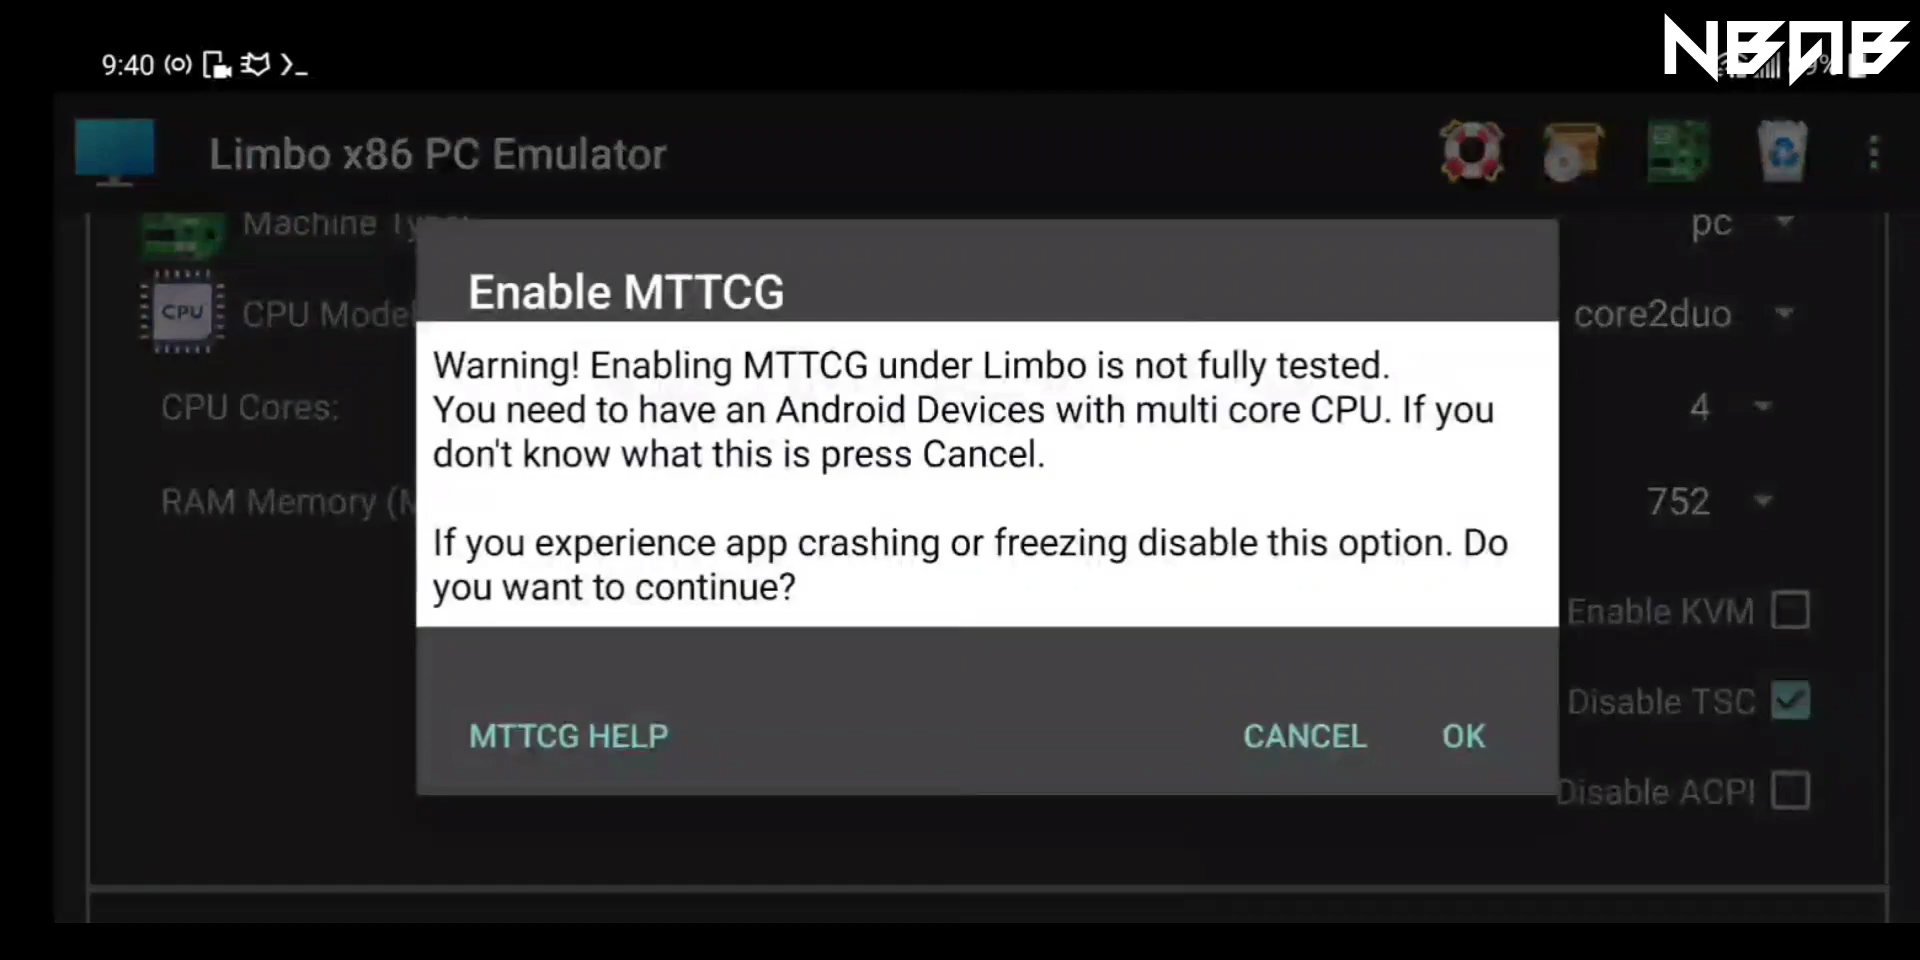 NBAB
9:40
Limbo x86 PC Emulator
Machine Ty
pc
CPU
CPU Model
core2duo
CPU Cores:
4
RAM Memory (M
752
Enable MTTCG
Warning! Enabling MTTCG under Limbo is not fully tested.
You need to have an Android Devices with multi core CPU. If you
don't know what this is press Cancel.
If you experience app crashing or freezing disable this option. Do
you want to continue?
Enable KVM
Disable TSC
MTTCG HELP
CANCEL
OK
Disable ACPI